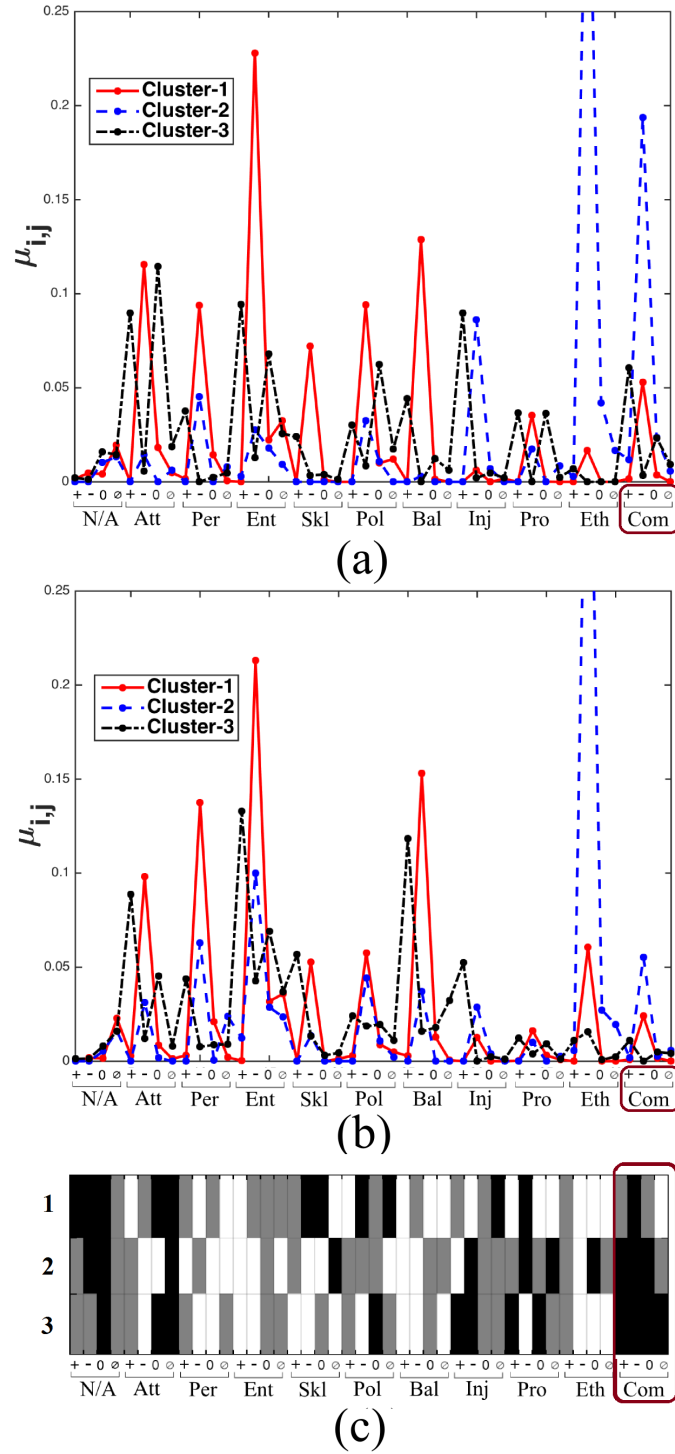 0.25
0.2
0.15
0.1
0.05
0
μi,j
Cluster-1
Cluster-2
Cluster-3
+ - 0 ∅ + - 0 ∅ + - 0 ∅ + - 0 ∅ + - 0 ∅ + - 0 ∅ + - 0 ∅ + - 0 ∅ + - 0 ∅ + - 0 ∅ + - 0 ∅
N/A Att Per Ent Skl Pol Bal Inj Pro Eth Com
(a)
0.25
0.2
0.15
0.1
0.05
0
μi,j
Cluster-1
Cluster-2
Cluster-3
+ - 0 ∅ + - 0 ∅ + - 0 ∅ + - 0 ∅ + - 0 ∅ + - 0 ∅ + - 0 ∅ + - 0 ∅ + - 0 ∅ + - 0 ∅ + - 0 ∅
N/A Att Per Ent Skl Pol Bal Inj Pro Eth Com
(b)
1
2
3
+ - 0 ∅ + - 0 ∅ + - 0 ∅ + - 0 ∅ + - 0 ∅ + - 0 ∅ + - 0 ∅ + - 0 ∅ + - 0 ∅ + - 0 ∅ + - 0 ∅
N/A Att Per Ent Skl Pol Bal Inj Pro Eth Com
(c)